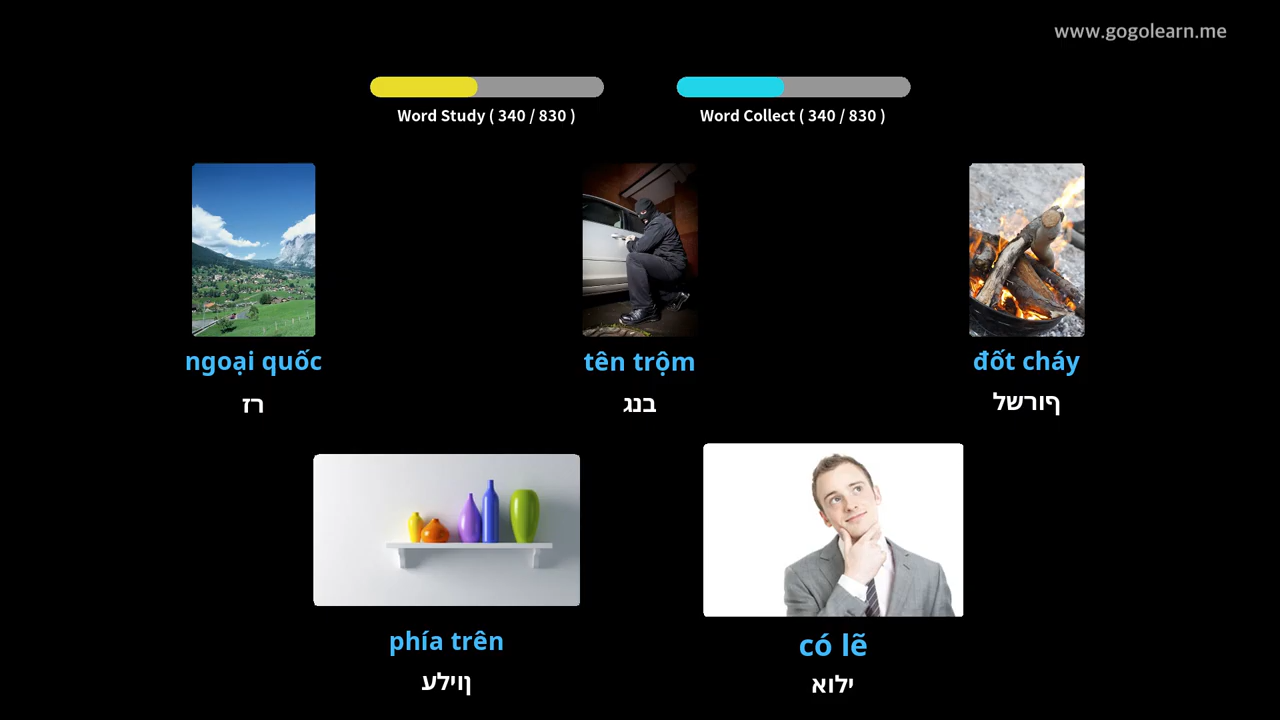 www.gogolearn.me
Word Study ( 340 / 830 )
Word Collect ( 340 / 830 )
ngoại quốc
זר
tên trộm
גנב
đốt cháy
לשרוף
phía trên
עליון
có lẽ
אולי